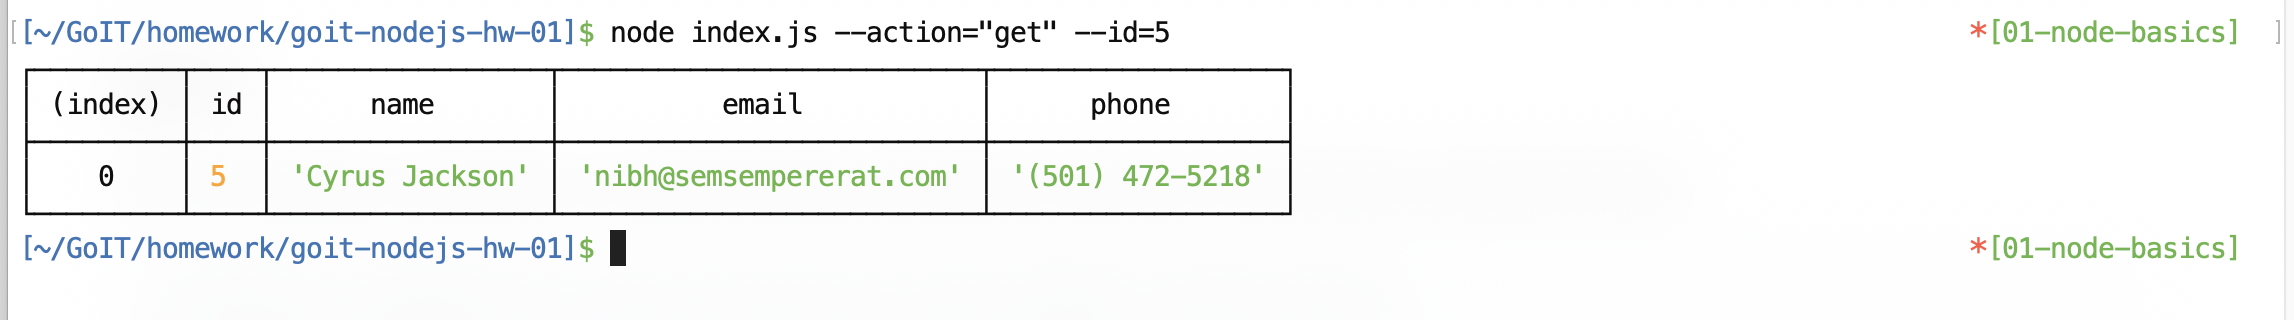 [[~/GoIT/homework/goit-nodejs-hw-01]$ node index.js --action="get" --id=5 *[01-node-basics] ]
(index) id name email phone
0 5 'Cyrus Jackson' 'nibh@semsempererat.com' '(501) 472-5218'
[~/GoIT/homework/goit-nodejs-hw-01]$ *[01-node-basics]